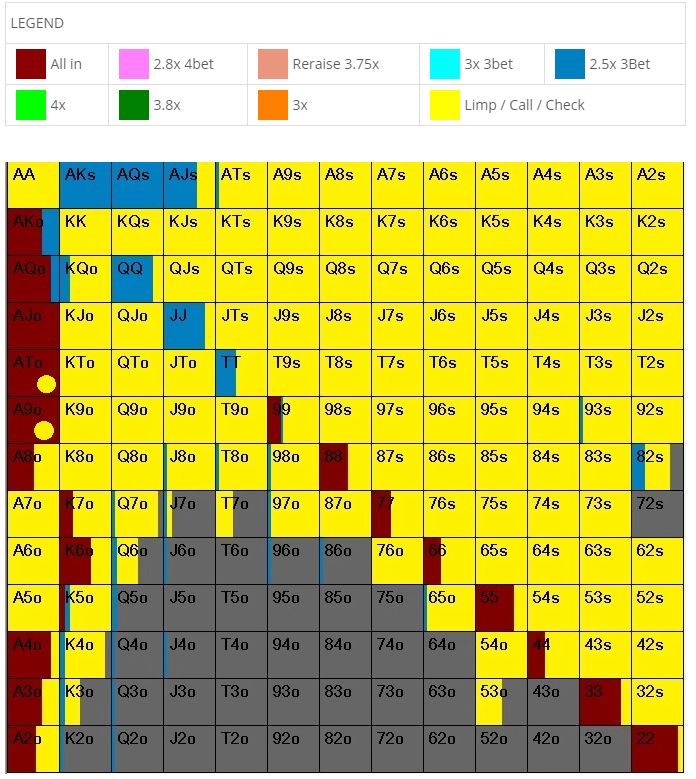 LEGEND
All in 2.8x 4bet Reraise 3.75x 3x 3bet 2.5x 3Bet
4x 3.8x 3x Limp / Call / Check
AA AKs AQs AJs ATs A9s A8s A7s A6s A5s A4s A3s A2s
AKo KK KQs KJs KTs K9s K8s K7s K6s K5s K4s K3s K2s
AQo KQo QQ QJs QTs Q9s Q8s Q7s Q6s Q5s Q4s Q3s Q2s
AJo KJo QJo JJ JTs J9s J8s J7s J6s J5s J4s J3s J2s
ATo KTo QTo JTo TT T9s T8s T7s T6s T5s T4s T3s T2s
A9o K9o Q9o J9o T9o 99 98s 97s 96s 95s 94s 93s 92s
A8o K8o Q8o J8o T8o 98o 88 87s 86s 85s 84s 83s 82s
A7o K7o Q7o J7o T7o 97o 87o 77 76s 75s 74s 73s 72s
A6o K6o Q6o J6o T6o 96o 86o 76o 66 65s 64s 63s 62s
A5o K5o Q5o J5o T5o 95o 85o 75o 65o 55 54s 53s 52s
A4o K4o Q4o J4o T4o 94o 84o 74o 64o 54o 44 43s 42s
A3o K3o Q3o J3o T3o 93o 83o 73o 63o 53o 43o 33 32s
A2o K2o Q2o J2o T2o 92o 82o 72o 62o 52o 42o 32o 22